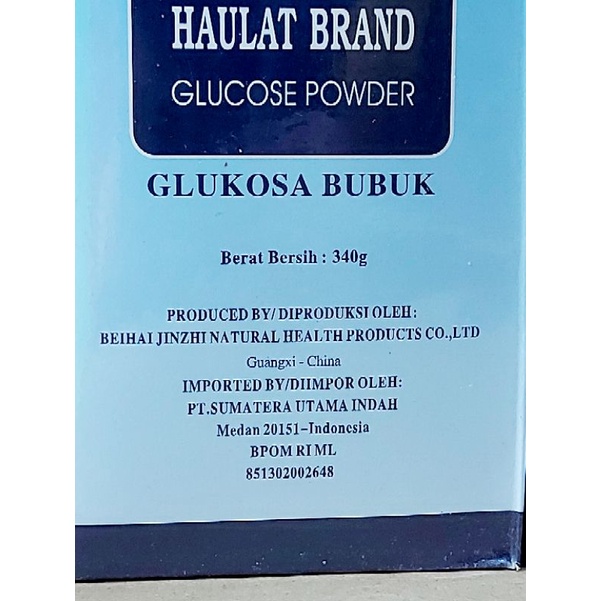 HAULAT BRAND
GLUCOSE POWDER
GLUKOSA BUBUK
Berat Bersih : 340g
PRODUCED BY/ DIPRODUKSI OLEH:
BEIHAI JINZHI NATURAL HEALTH PRODUCTS CO.,LTD
Guangxi - China
IMPORTED BY/DIIMPOR OLEH:
PT.SUMATERA UTAMA INDAH
Medan 20151–Indonesia
BPOM RI ML
851302002648